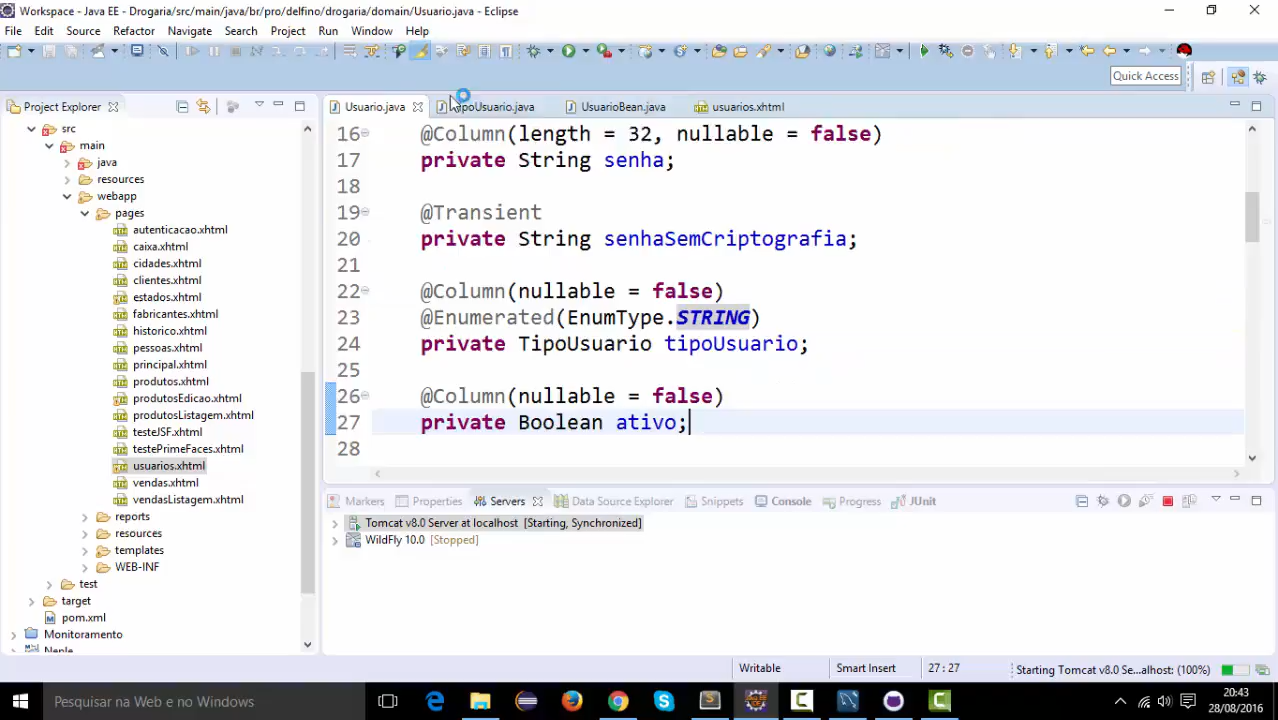 Workspace - Java EE - Drogaria/src/main/java/br/pro/delfino/drogaria/domain/Usuario.java - Eclipse
File Edit Source Refactor Navigate Search Project Run Window Help
Quick Access
Project Explorer
Usuario.java
poUsuario.java
UsuarioBean.java
usuarios.xhtml
src
main
java
resources
webapp
pages
autenticacao.xhtml
caixa.xhtml
cidades.xhtml
clientes.xhtml
estados.xhtml
fabricantes.xhtml
historico.xhtml
pessoas.xhtml
principal.xhtml
produtos.xhtml
produtosEdicao.xhtml
produtosListagem.xhtml
testeJSF.xhtml
testePrimeFaces.xhtml
usuarios.xhtml
vendas.xhtml
vendasListagem.xhtml
reports
resources
templates
WEB-INF
test
target
pom.xml
Monitoramento
16 @Column(length = 32, nullable = false)
17 private String senha;
18
19 @Transient
20 private String senhaSemCriptografia;
21
22 @Column(nullable = false)
23 @Enumerated(EnumType.STRING)
24 private TipoUsuario tipoUsuario;
25
26 @Column(nullable = false)
27 private Boolean ativo;
28
Markers Properties Servers Data Source Explorer Snippets Console Progress JUnit
Tomcat v8.0 Server at localhost [Starting, Synchronized]
WildFly 10.0 [Stopped]
Writable Smart Insert 27 : 27 Starting Tomcat v8.0 Se...alhost: (100%)
Pesquisar na Web e no Windows
20:43
28/08/2016